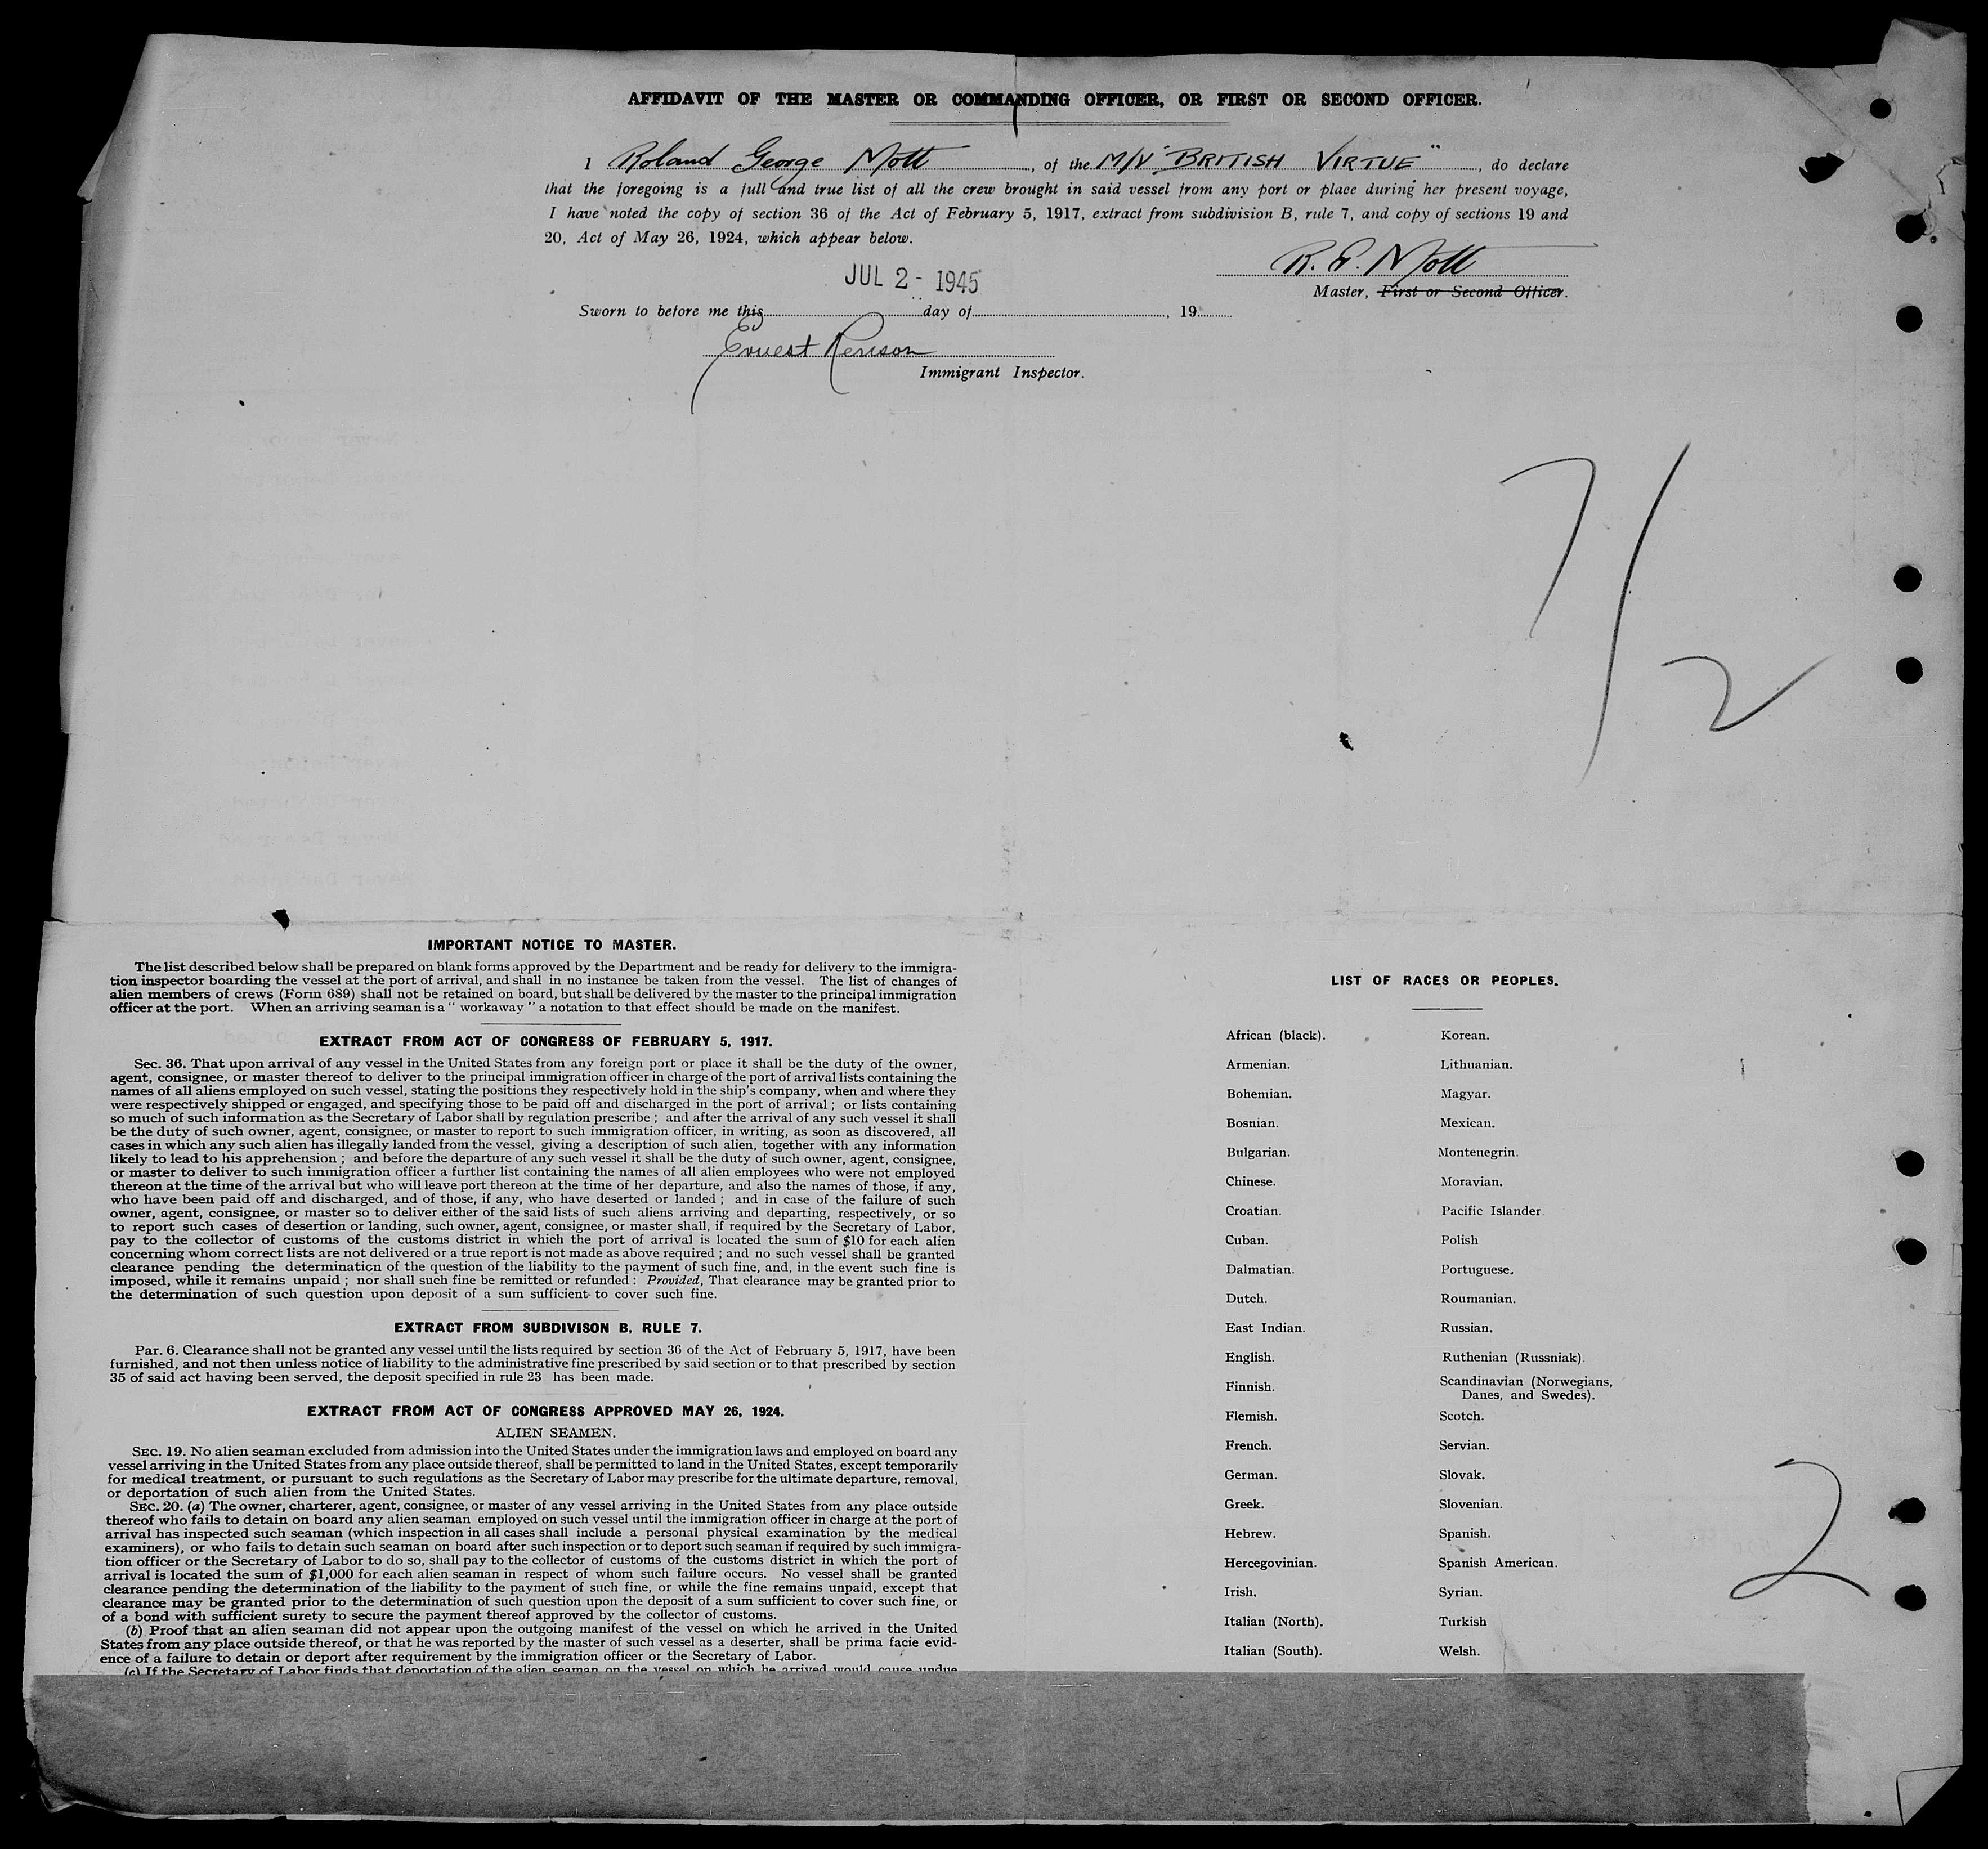 AFFIDAVIT OF THE MASTER OR COMMANDING OFFICER, OR FIRST OR SECOND OFFICER.
I Roland George Mott, of the M/V "BRITISH VIRTUE", do declare
that the foregoing is a full and true list of all the crew brought in said vessel from any port or place during her present voyage,
I have noted the copy of section 36 of the Act of February 5, 1917, extract from subdivision B, rule 7, and copy of sections 19 and
20, Act of May 26, 1924, which appear below.
R. G. Mott
Master, First or Second Officer.
JUL 2 - 1945
Sworn to before me this day of , 19
Ernest Renison
Immigrant Inspector.
7/2
IMPORTANT NOTICE TO MASTER.
The list described below shall be prepared on blank forms approved by the Department and be ready for delivery to the immigra-
tion inspector boarding the vessel at the port of arrival, and shall in no instance be taken from the vessel. The list of changes of
alien members of crews (Form 689) shall not be retained on board, but shall be delivered by the master to the principal immigration
officer at the port. When an arriving seaman is a " workaway " a notation to that effect should be made on the manifest.
EXTRACT FROM ACT OF CONGRESS OF FEBRUARY 5, 1917.
Sec. 36. That upon arrival of any vessel in the United States from any foreign port or place it shall be the duty of the owner,
agent, consignee, or master thereof to deliver to the principal immigration officer in charge of the port of arrival lists containing the
names of all aliens employed on such vessel, stating the positions they respectively hold in the ship's company, when and where they
were respectively shipped or engaged, and specifying those to be paid off and discharged in the port of arrival ; or lists containing
so much of such information as the Secretary of Labor shall by regulation prescribe ; and after the arrival of any such vessel it shall
be the duty of such owner, agent, consignee, or master to report to such immigration officer, in writing, as soon as discovered, all
cases in which any such alien has illegally landed from the vessel, giving a description of such alien, together with any information
likely to lead to his apprehension ; and before the departure of any such vessel it shall be the duty of such owner, agent, consignee,
or master to deliver to such immigration officer a further list containing the names of all alien employees who were not employed
thereon at the time of the arrival but who will leave port thereon at the time of her departure, and also the names of those, if any,
who have been paid off and discharged, and of those, if any, who have deserted or landed ; and in case of the failure of such
owner, agent, consignee, or master so to deliver either of the said lists of such aliens arriving and departing, respectively, or so
to report such cases of desertion or landing, such owner, agent, consignee, or master shall, if required by the Secretary of Labor,
pay to the collector of customs of the customs district in which the port of arrival is located the sum of $10 for each alien
concerning whom correct lists are not delivered or a true report is not made as above required ; and no such vessel shall be granted
clearance pending the determination of the question of the liability to the payment of such fine, and, in the event such fine is
imposed, while it remains unpaid ; nor shall such fine be remitted or refunded : Provided, That clearance may be granted prior to
the determination of such question upon deposit of a sum sufficient to cover such fine.
EXTRACT FROM SUBDIVISON B, RULE 7.
Par. 6. Clearance shall not be granted any vessel until the lists required by section 36 of the Act of February 5, 1917, have been
furnished, and not then unless notice of liability to the administrative fine prescribed by said section or to that prescribed by section
35 of said act having been served, the deposit specified in rule 23 has been made.
EXTRACT FROM ACT OF CONGRESS APPROVED MAY 26, 1924.
ALIEN SEAMEN.
SEC. 19. No alien seaman excluded from admission into the United States under the immigration laws and employed on board any
vessel arriving in the United States from any place outside thereof, shall be permitted to land in the United States, except temporarily
for medical treatment, or pursuant to such regulations as the Secretary of Labor may prescribe for the ultimate departure, removal,
or deportation of such alien from the United States.
SEC. 20. (a) The owner, charterer, agent, consignee, or master of any vessel arriving in the United States from any place outside
thereof who fails to detain on board any alien seaman employed on such vessel until the immigration officer in charge at the port of
arrival has inspected such seaman (which inspection in all cases shall include a personal physical examination by the medical
examiners), or who fails to detain such seaman on board after such inspection or to deport such seaman if required by such immigra-
tion officer or the Secretary of Labor to do so, shall pay to the collector of customs of the customs district in which the port of
arrival is located the sum of $1,000 for each alien seaman in respect of whom such failure occurs. No vessel shall be granted
clearance pending the determination of the liability to the payment of such fine, or while the fine remains unpaid, except that
clearance may be granted prior to the determination of such question upon the deposit of a sum sufficient to cover such fine, or
of a bond with sufficient surety to secure the payment thereof approved by the collector of customs.
(b) Proof that an alien seaman did not appear upon the outgoing manifest of the vessel on which he arrived in the United
States from any place outside thereof, or that he was reported by the master of such vessel as a deserter, shall be prima facie evid-
ence of a failure to detain or deport after requirement by the immigration officer or the Secretary of Labor.
(c) If the Secretary of Labor finds that deportation of the alien seaman on the vessel on which he arrived would cause undue
LIST OF RACES OR PEOPLES.
African (black).
Armenian.
Bohemian.
Bosnian.
Bulgarian.
Chinese.
Croatian.
Cuban.
Dalmatian.
Dutch.
East Indian.
English.
Finnish.
Flemish.
French.
German.
Greek.
Hebrew.
Hercegovinian.
Irish.
Italian (North).
Italian (South).
Korean.
Lithuanian.
Magyar.
Mexican.
Montenegrin.
Moravian.
Pacific Islander.
Polish
Portuguese.
Roumanian.
Russian.
Ruthenian (Russniak).
Scandinavian (Norwegians,
Danes, and Swedes).
Scotch.
Servian.
Slovak.
Slovenian.
Spanish.
Spanish American.
Syrian.
Turkish
Welsh.
2